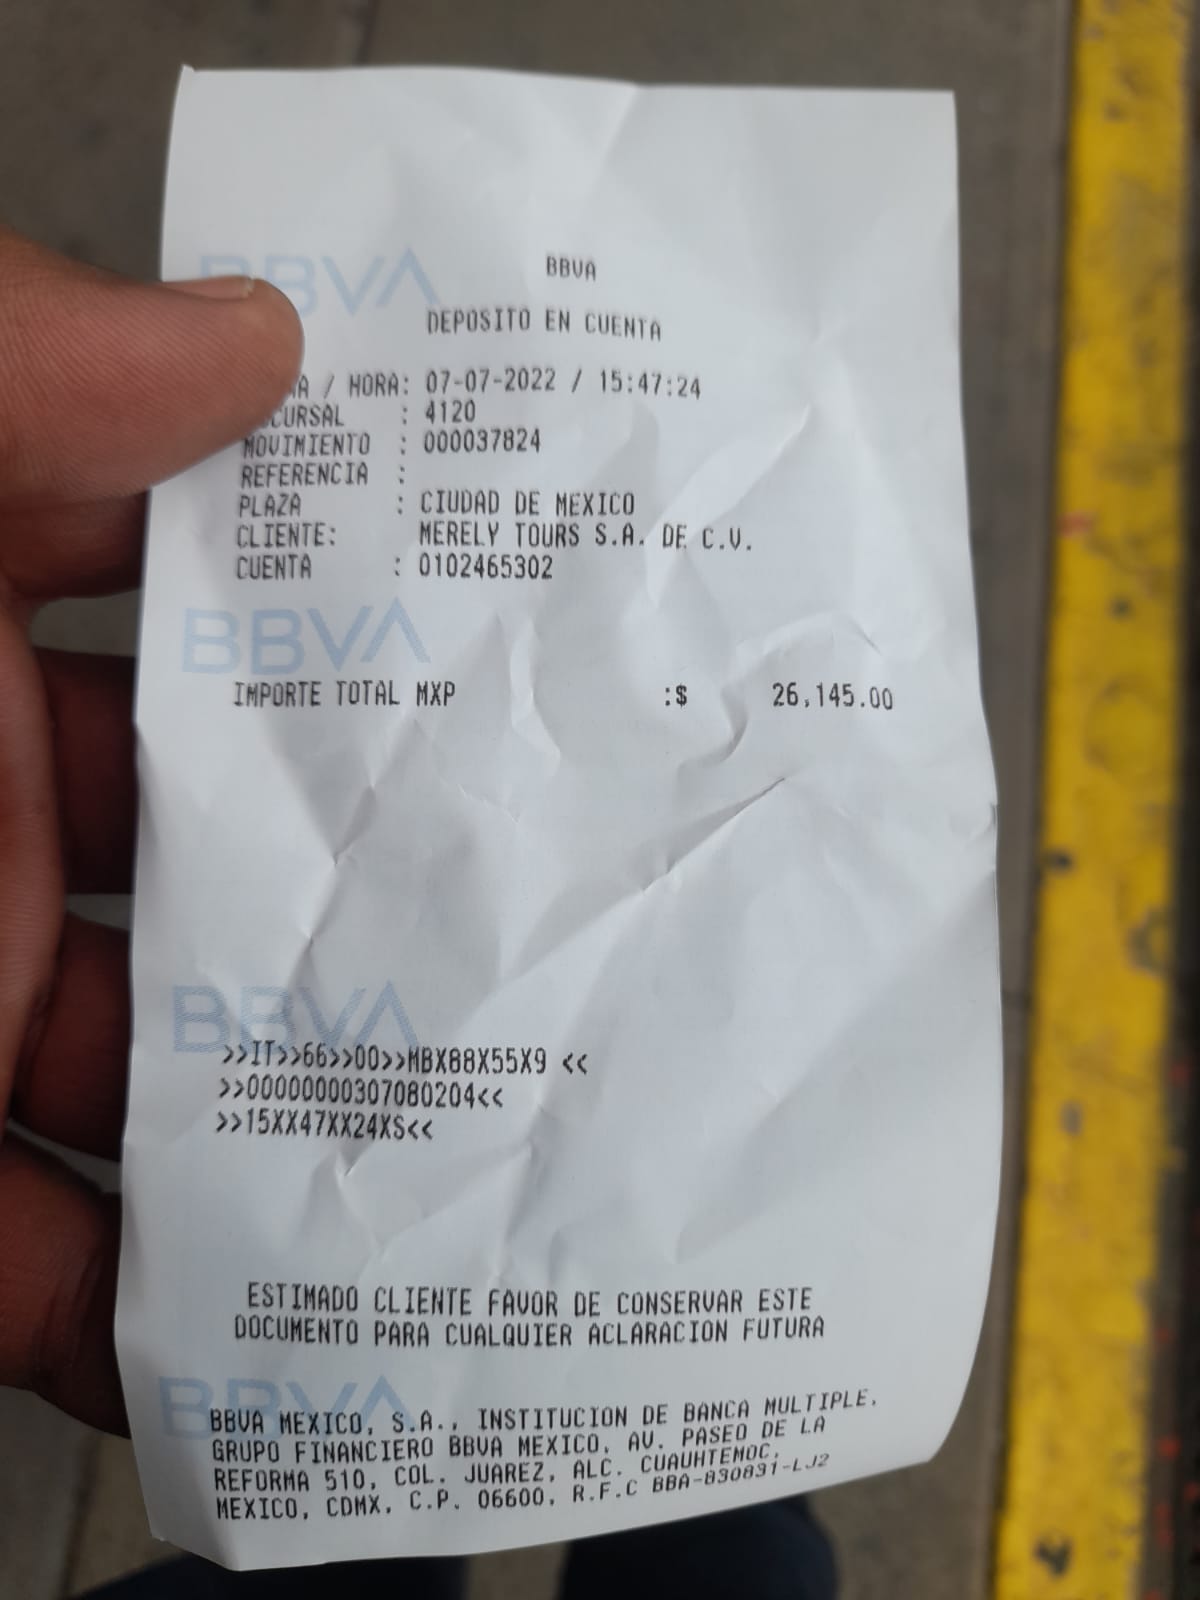 BBVA
BBVA
DEPOSITO EN CUENTA
/ HORA: 07-07-2022 / 15:47:24
: 4120
MOVIMIENTO : 000037824
REFERENCIA :
PLAZA : CIUDAD DE MEXICO
CLIENTE: MERELY TOURS S.A. DE C.V.
CUENTA : 0102465302
BBVA
IMPORTE TOTAL MXP :$ 26,145.00
BBVA
>>IT>>66>>00>>MBX88X55X9 <<
>>00000000307080204<<
>>15XX47XX24XS<<
ESTIMADO CLIENTE FAVOR DE CONSERVAR ESTE
DOCUMENTO PARA CUALQUIER ACLARACION FUTURA
BBVA
BBVA MEXICO, S.A., INSTITUCION DE BANCA MULTIPLE,
GRUPO FINANCIERO BBVA MEXICO, AV. PASEO DE LA
REFORMA 510, COL. JUAREZ, ALC. CUAUHTEMOC,
MEXICO, CDMX, C.P. 06600, R.F.C BBA-830831-LJ2